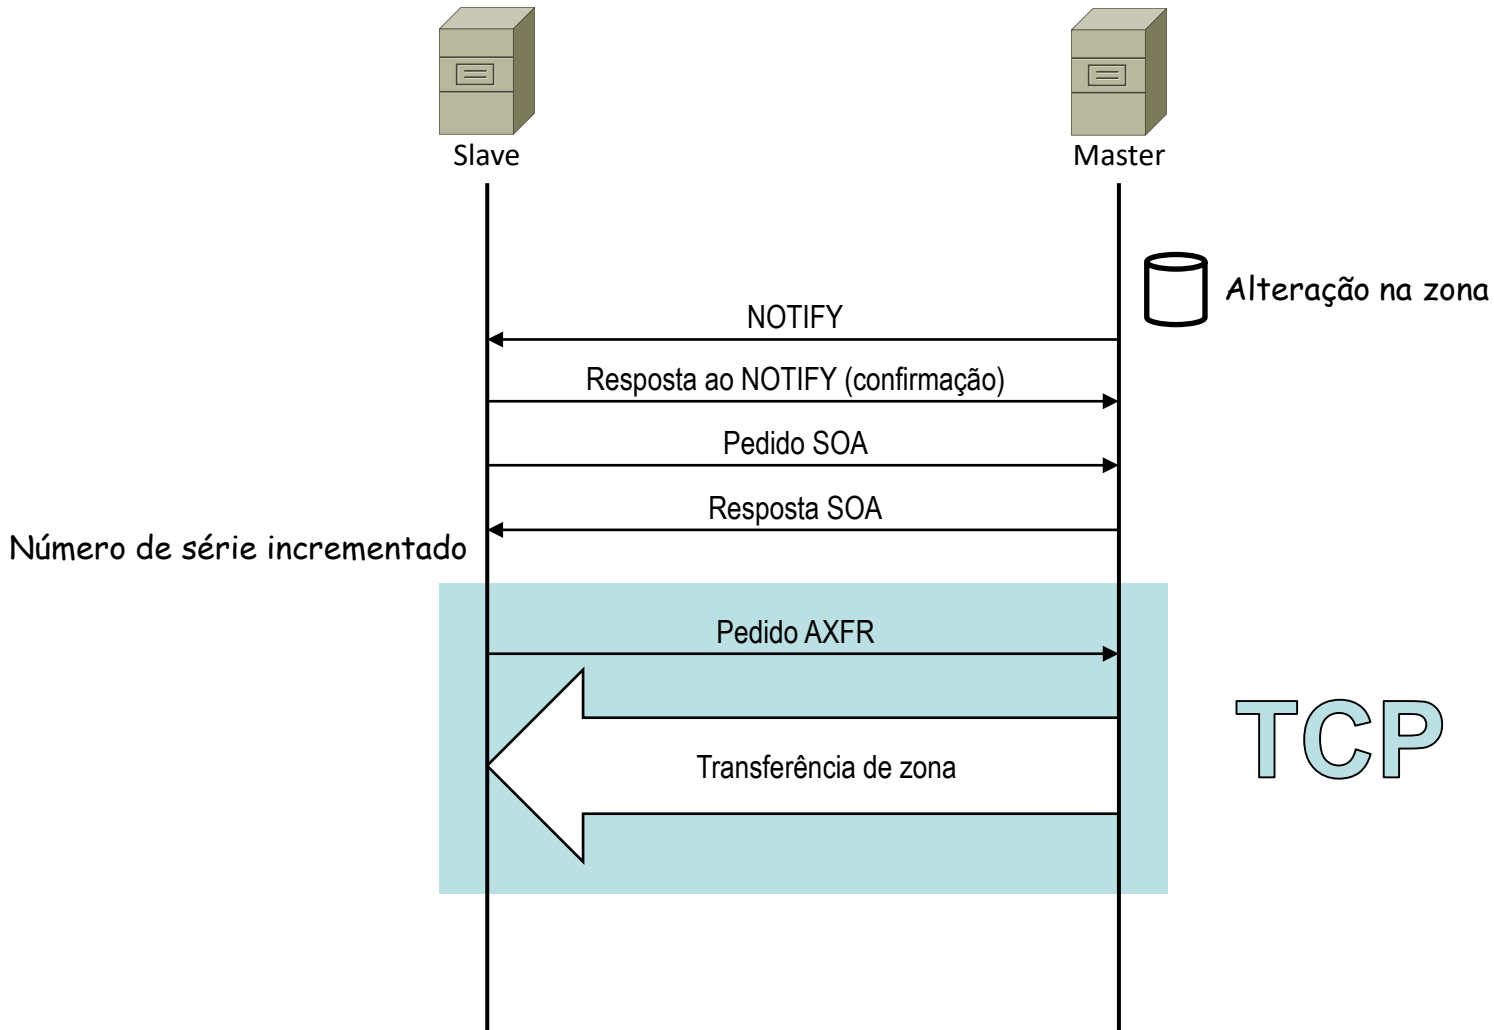 Slave
Master
Alteração na zona
NOTIFY
Resposta ao NOTIFY (confirmação)
Pedido SOA
Resposta SOA
Número de série incrementado
Pedido AXFR
TCP
Transferência de zona